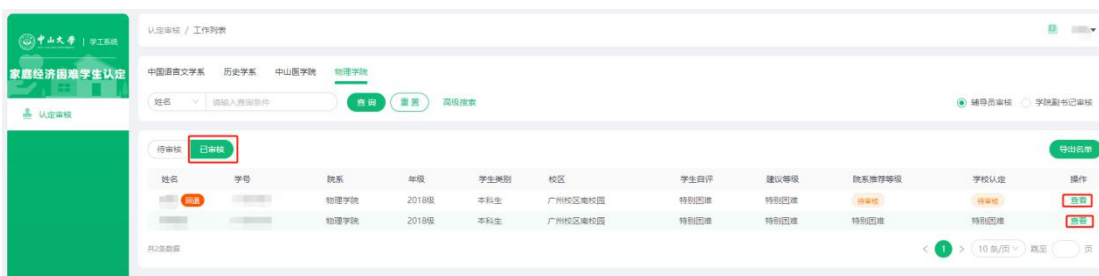 认定审核 / 工作列表
中山大学 | 学工系统
家庭经济困难学生认定
认定审核
中国语言文学系 历史学系 中山医学院 物理学院
姓名 请输入查询条件 查询 重置 高级搜索 辅导员审核 学院副书记审核
待审核 已审核 导出名单
姓名 学号 院系 年级 学生类别 校区 学生自评 建议等级 院系推荐等级 学校认定 操作
退回 物理学院 2018级 本科生 广州校区南校园 特别困难 特别困难 待审核 待审核 查看
物理学院 2018级 本科生 广州校区南校园 特别困难 特别困难 特别困难 特别困难 查看
共2条数据 < 1 > 10 条/页 跳至 页